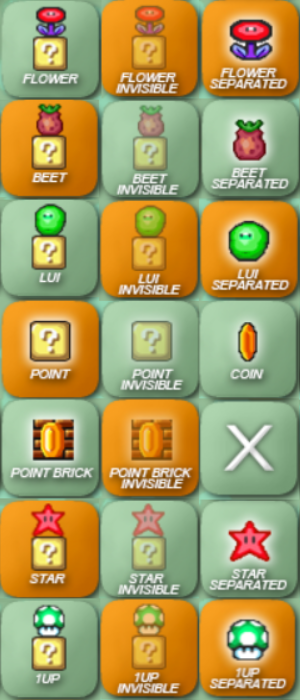 FLOWER
FLOWER
INVISIBLE
FLOWER
SEPARATED
?
?
BEET
BEET
INVISIBLE
BEET
SEPARATED
?
?
LUI
LUI
INVISIBLE
LUI
SEPARATED
?
?
POINT
POINT
INVISIBLE
COIN
POINT BRICK
POINT BRICK
INVISIBLE
X
?
?
STAR
STAR
INVISIBLE
STAR
SEPARATED
?
?
1UP
1UP
INVISIBLE
1UP
SEPARATED